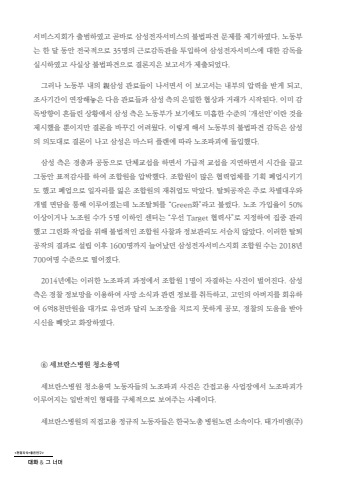 서비스지회가 출범하였고 곧바로 삼성전자서비스의 불법파견 문제를 제기하였다. 노동부
는 한 달 동안 전국적으로 35명의 근로감독관을 투입하여 삼성전자서비스에 대한 감독을
실시하였고 사실상 불법파견으로 결론지은 보고서가 제출되었다.
그러나 노동부 내의 親삼성 관료들이 나서면서 이 보고서는 내부의 압력을 받게 되고,
조사기간이 연장해놓은 다음 관료들과 삼성 측의 은밀한 협상과 거래가 시작된다. 이미 감
독방향이 흔들린 상황에서 삼성 측은 노동부가 보기에도 미흡한 수준의 '개선안'이란 것을
제시했을 뿐이지만 결론을 바꾸긴 어려웠다. 이렇게 해서 노동부의 불법파견 감독은 삼성
의 의도대로 결론이 나고 삼성은 마스터 플랜에 따라 노조파괴에 돌입했다.
삼성 측은 경총과 공동으로 단체교섭을 하면서 가급적 교섭을 지연하면서 시간을 끌고
그동안 표적감사를 하여 조합원을 압박했다. 조합원이 많은 협력업체를 기획 폐업시키기
도 했고 폐업으로 일자리를 잃은 조합원의 재취업도 막았다. 탈퇴공작은 주로 차별대우와
개별 면담을 통해 이루어졌는데 노조탈퇴를 "Green화"라고 불렀다. 노조 가입율이 50%
이상이거나 노조원 수가 5명 이하인 센터는 "우선 Target 협력사"로 지정하여 집중 관리
했고 그린화 작업을 위해 불법적인 조합원 사찰과 정보관리도 서슴치 않았다. 이러한 탈퇴
공작의 결과로 설립 이후 1600명까지 늘어났던 삼성전자서비스지회 조합원 수는 2018년
700여명 수준으로 떨어졌다.
2014년에는 이러한 노조파괴 과정에서 조합원 1명이 자결하는 사건이 벌어진다. 삼성
측은 경찰 정보망을 이용하여 사망 소식과 관련 정보를 취득하고, 고인의 아버지를 회유하
여 6억8천만원을 대가로 유언과 달리 노조장을 치르지 못하게 공모, 경찰의 도움을 받아
시신을 빼앗고 화장하였다.
⑥ 세브란스병원 청소용역
세브란스병원 청소용역 노동자들의 노조파괴 사건은 간접고용 사업장에서 노조파괴가
이루어지는 일반적인 형태를 구체적으로 보여주는 사례이다.
세브란스병원의 직접고용 정규직 노동자들은 한국노총 병원노련 소속이다. 태가비엠(주)
대화 & 그 너머